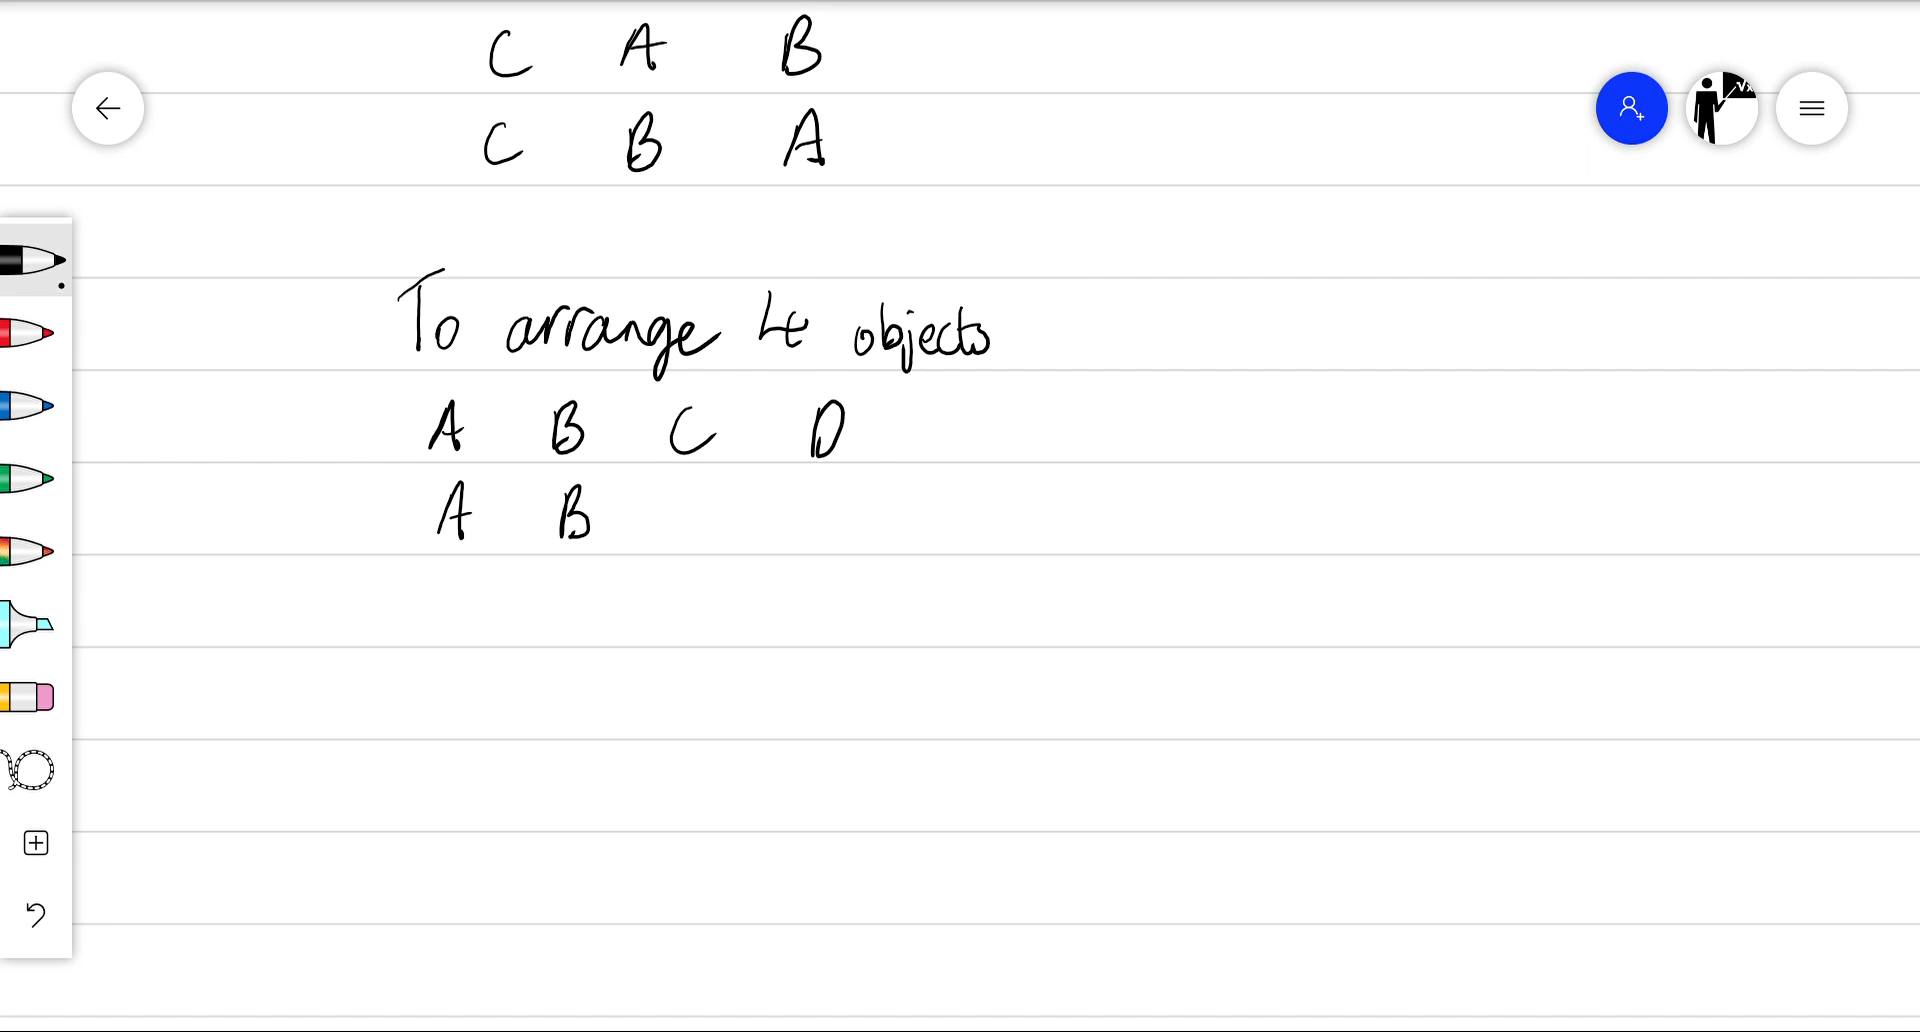 C A B
C B A
To arrange 4 objects
A B C D
A B